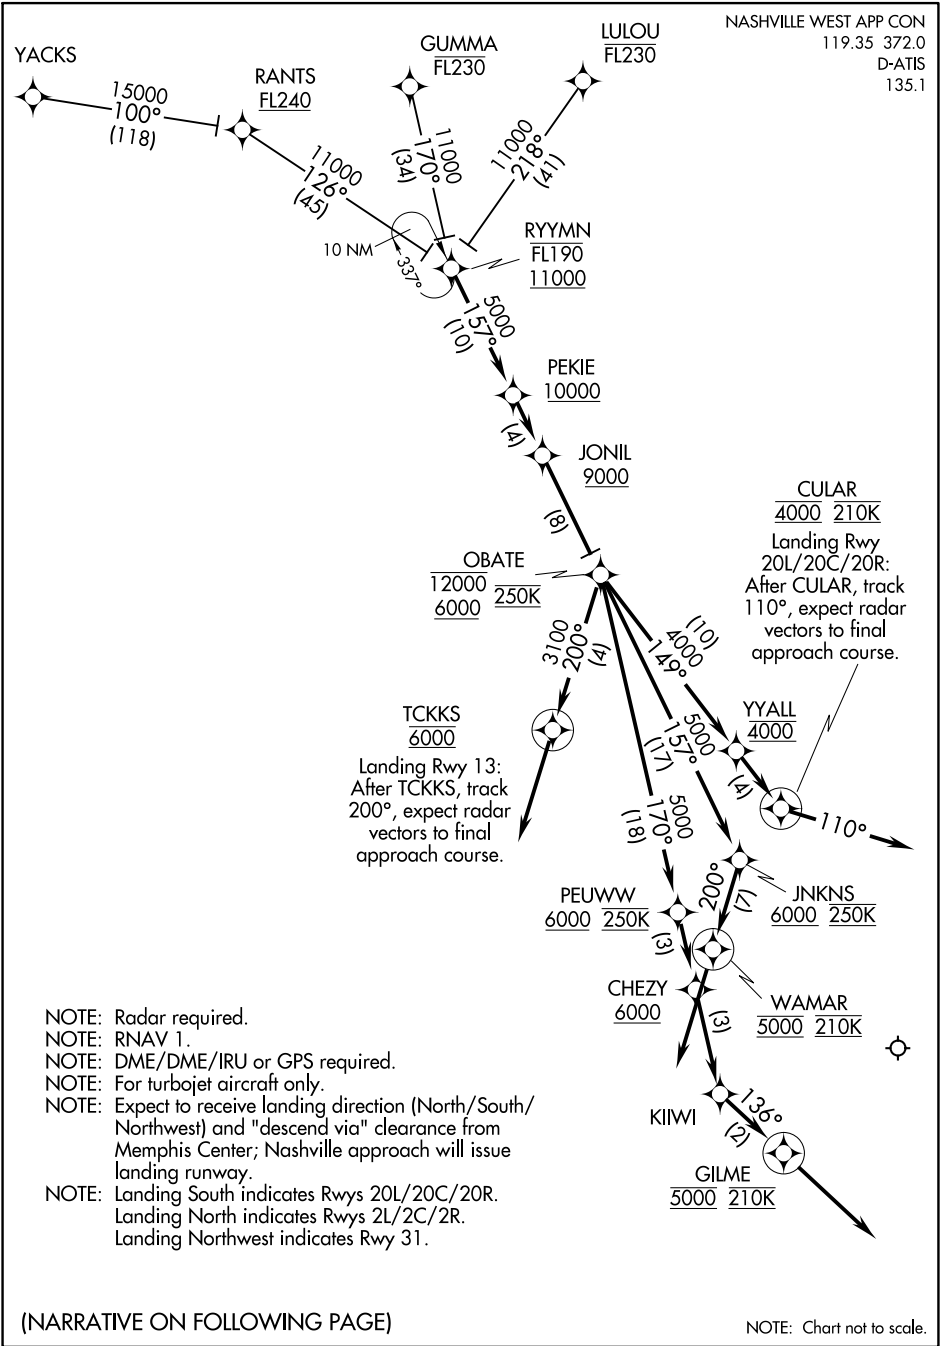 NASHVILLE WEST APP CON
119.35 372.0
D-ATIS
135.1
YACKS
RANTS
FL240
GUMMA
FL230
LULOU
FL230
15000
100°
(118)
11000
126°
(45)
11000
170°
(34)
11000
218°
(41)
10 NM
337°
RYYMN
FL190
11000
5000
157°
(10)
PEKIE
10000
(4)
JONIL
9000
(8)
CULAR
4000 210K
Landing Rwy
20L/20C/20R:
After CULAR, track
110°, expect radar
vectors to final
approach course.
OBATE
12000
6000 250K
3100
200°
(4)
(10)
4000
149°
5000
157°
(17)
5000
170°
(18)
TCKKS
6000
Landing Rwy 13:
After TCKKS, track
200°, expect radar
vectors to final
approach course.
YYALL
4000
(4)
110°
200°
(7)
JNKNS
6000 250K
PEUWW
6000 250K
(3)
CHEZY
6000
(3)
WAMAR
5000 210K
KIIWI
136°
(2)
GILME
5000 210K
NOTE: Radar required.
NOTE: RNAV 1.
NOTE: DME/DME/IRU or GPS required.
NOTE: For turbojet aircraft only.
NOTE: Expect to receive landing direction (North/South/
Northwest) and "descend via" clearance from
Memphis Center; Nashville approach will issue
landing runway.
NOTE: Landing South indicates Rwys 20L/20C/20R.
Landing North indicates Rwys 2L/2C/2R.
Landing Northwest indicates Rwy 31.
(NARRATIVE ON FOLLOWING PAGE)
NOTE: Chart not to scale.